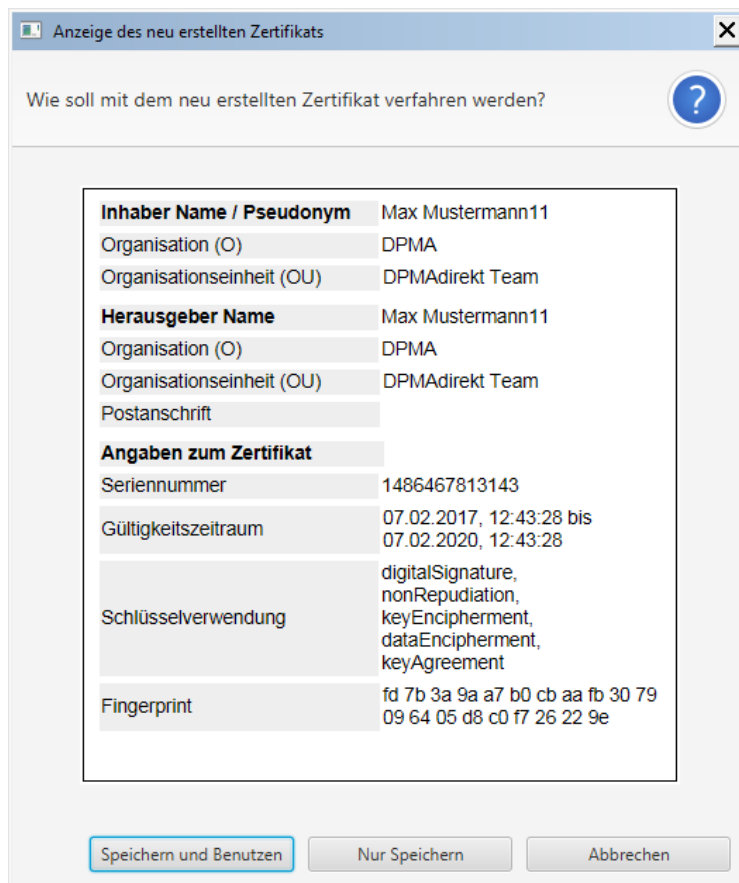 Anzeige des neu erstellten Zertifikats
Wie soll mit dem neu erstellten Zertifikat verfahren werden?
?
Inhaber Name / Pseudonym Max Mustermann11
Organisation (O) DPMA
Organisationseinheit (OU) DPMAdirekt Team
Herausgeber Name Max Mustermann11
Organisation (O) DPMA
Organisationseinheit (OU) DPMAdirekt Team
Postanschrift
Angaben zum Zertifikat
Seriennummer 1486467813143
Gültigkeitszeitraum 07.02.2017, 12:43:28 bis
07.02.2020, 12:43:28
Schlüsselverwendung digitalSignature,
nonRepudiation,
keyEncipherment,
dataEncipherment,
keyAgreement
Fingerprint fd 7b 3a 9a a7 b0 cb aa fb 30 79
09 64 05 d8 c0 f7 26 22 9e
Speichern und Benutzen Nur Speichern Abbrechen